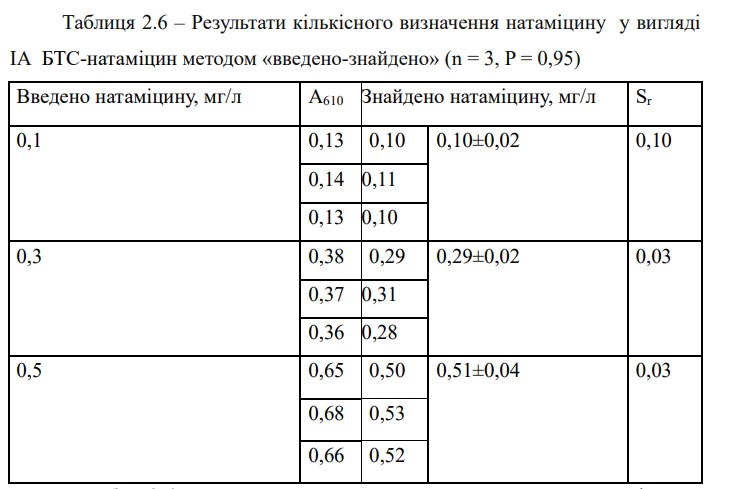 Таблиця 2.6 – Результати кількісного визначення натаміцину у вигляді
ІА БТС-натаміцин методом «введено-знайдено» (n = 3, P = 0,95)
Введено натаміцину, мг/л A610 Знайдено натаміцину, мг/л Sr
0,1 0,13 0,10 0,10±0,02 0,10
0,14 0,11
0,13 0,10
0,3 0,38 0,29 0,29±0,02 0,03
0,37 0,31
0,36 0,28
0,5 0,65 0,50 0,51±0,04 0,03
0,68 0,53
0,66 0,52